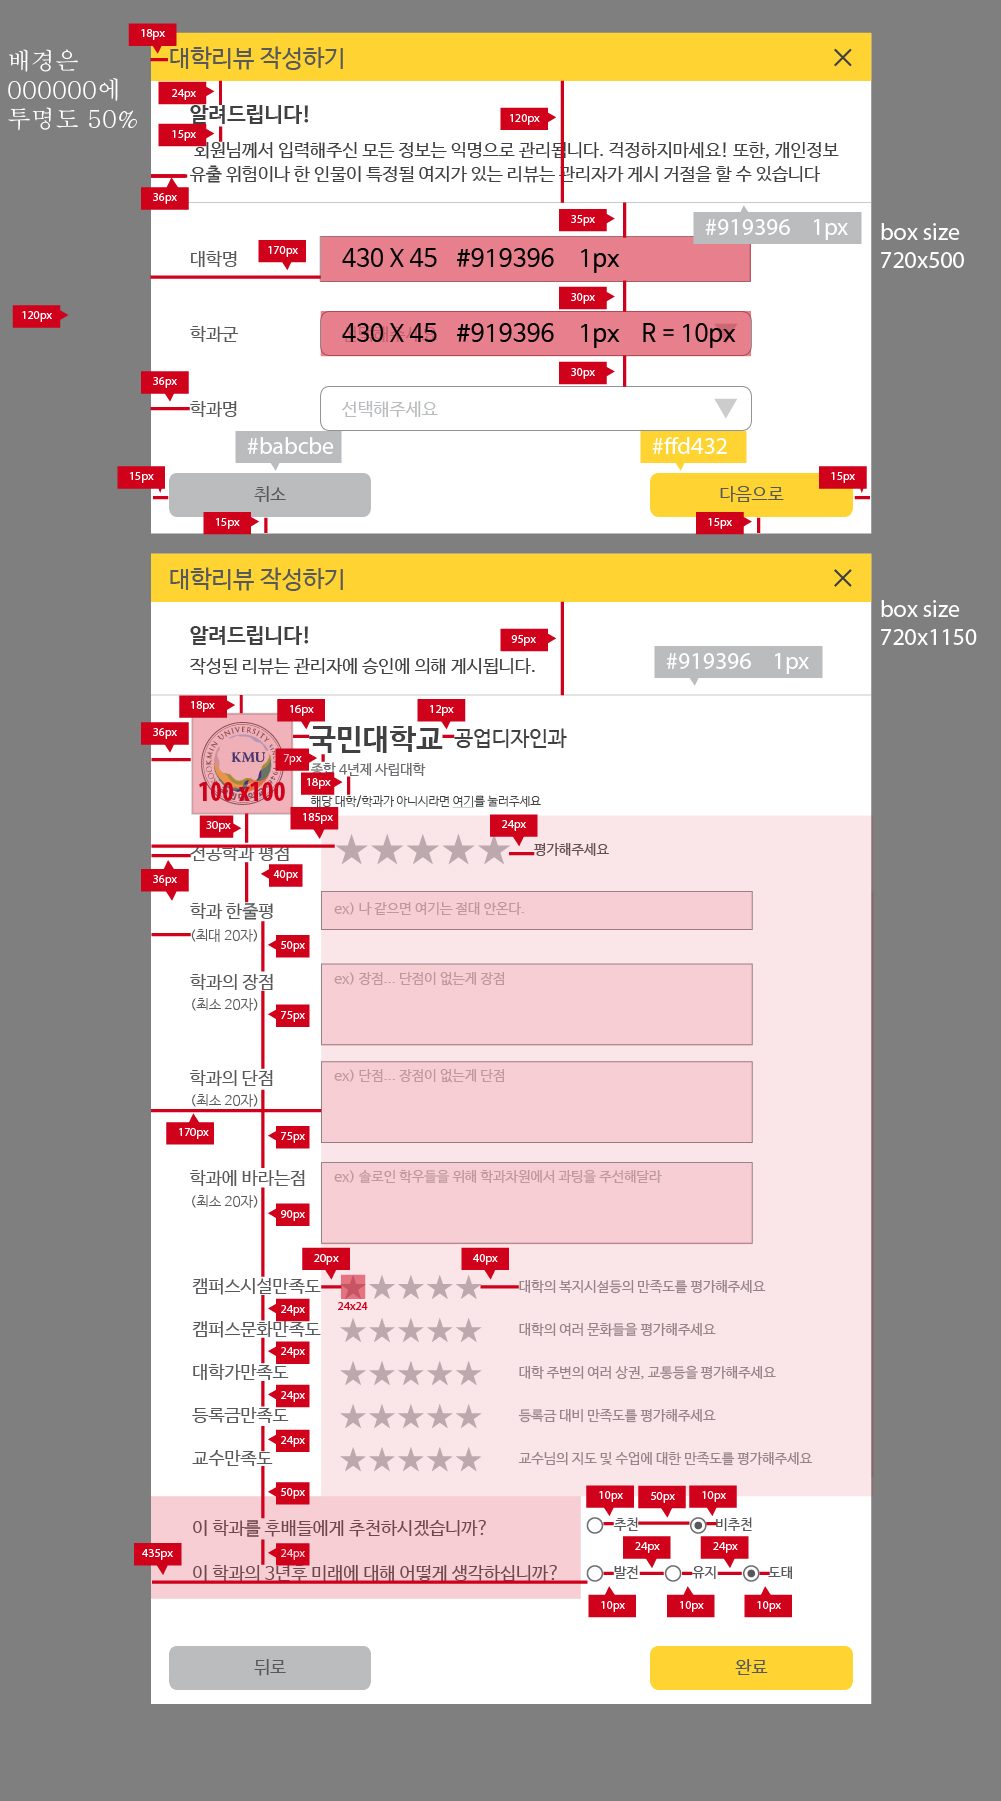 18px
배경은
000000에
투명도 50%
대학리뷰 작성하기
24px
알려드립니다!
120px
15px
회원님께서 입력해주신 모든 정보는 익명으로 관리됩니다. 걱정하지마세요! 또한, 개인정보
유출 위험이나 한 인물이 특정될 여지가 있는 리뷰는 관리자가 게시 거절을 할 수 있습니다
36px
35px
#919396 1px
box size
720x500
대학명
170px
430 X 45 #919396 1px
30px
120px
학과군
430 X 45 #919396 1px R = 10px
30px
36px
학과명
선택해주세요
#babcbe
#ffd432
15px
취소
다음으로
15px
15px
15px
대학리뷰 작성하기
box size
720x1150
알려드립니다!
95px
작성된 리뷰는 관리자에 승인에 의해 게시됩니다.
#919396 1px
18px
16px
12px
36px
국민대학교
공업디자인과
KMU
7px
종합 4년제 사립대학
18px
100 x100
해당 대학/학과가 아니시라면 여기를 눌러주세요
30px
185px
24px
전공학과 평점
평가해주세요
36px
40px
학과 한줄평
ex) 나 같으면 여기는 절대 안온다.
(최대 20자)
50px
학과의 장점
ex) 장점... 단점이 없는게 장점
(최소 20자)
75px
학과의 단점
ex) 단점... 장점이 없는게 단점
(최소 20자)
170px
75px
학과에 바라는점
ex) 솔로인 학우들을 위해 학과차원에서 과팅을 주선해달라
(최소 20자)
90px
20px
40px
캠퍼스시설만족도
대학의 복지시설등의 만족도를 평가해주세요
24x24
24px
캠퍼스문화만족도
대학의 여러 문화들을 평가해주세요
24px
대학가만족도
대학 주변의 여러 상권, 교통등을 평가해주세요
24px
등록금만족도
등록금 대비 만족도를 평가해주세요
24px
교수만족도
교수님의 지도 및 수업에 대한 만족도를 평가해주세요
50px
10px
50px
10px
이 학과를 후배들에게 추천하시겠습니까?
추천
비추천
435px
24px
24px
24px
이 학과의 3년후 미래에 대해 어떻게 생각하십니까?
발전
유지
도태
10px
10px
10px
뒤로
완료